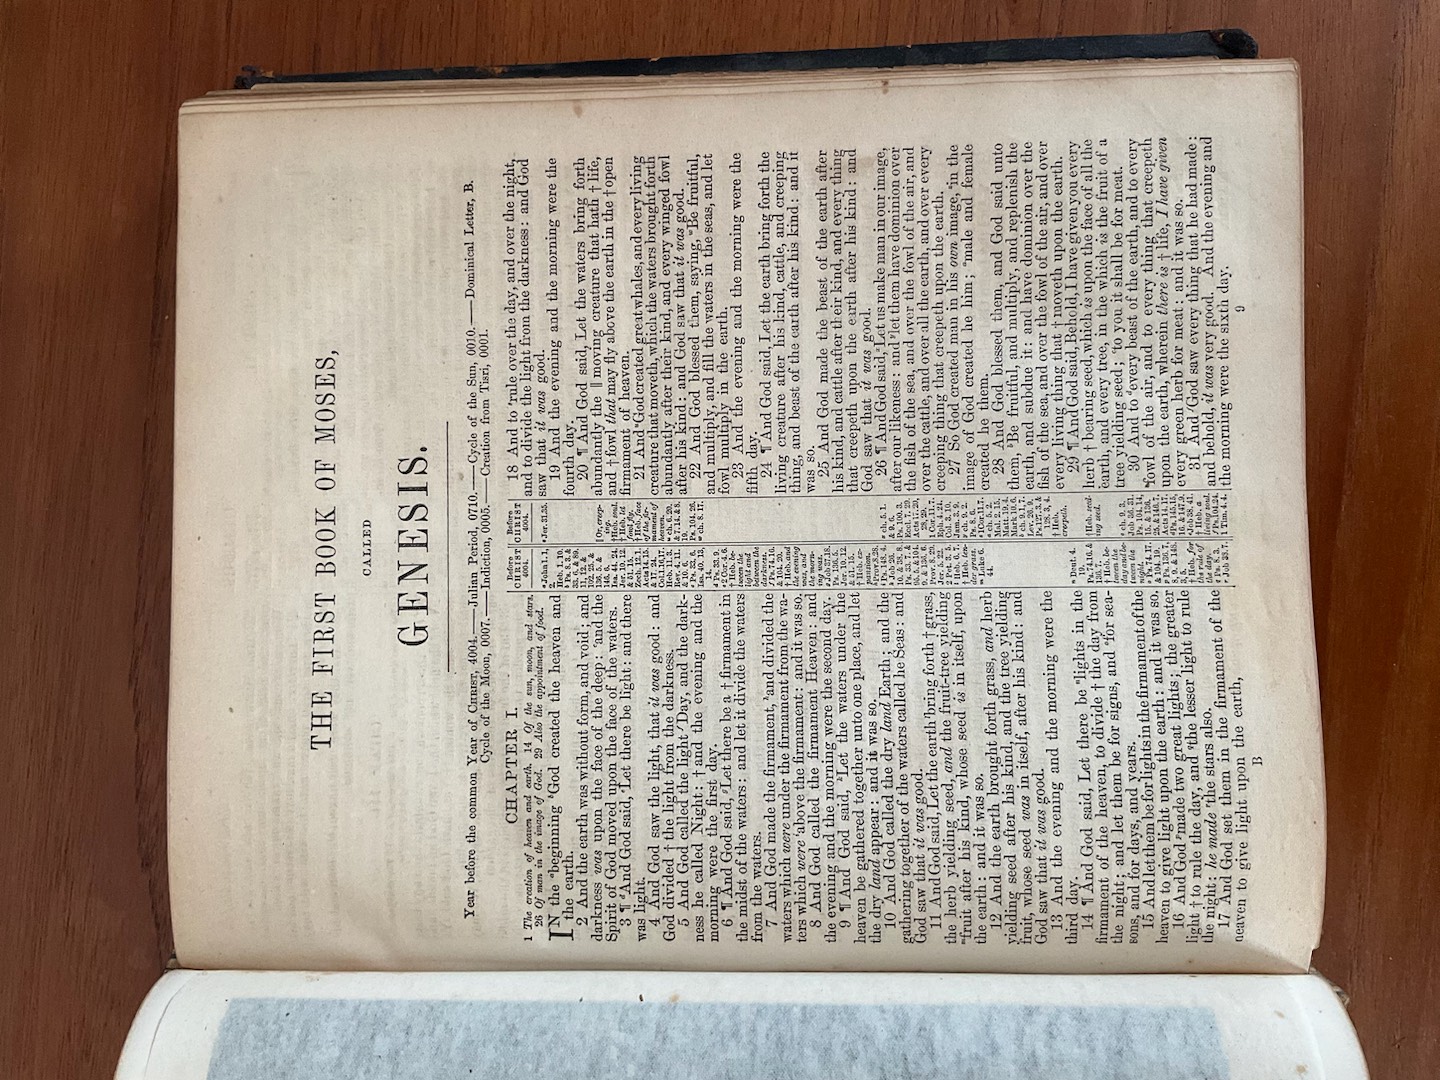 THE FIRST BOOK OF MOSES,
CALLED
GENESIS.
Year before the common Year of CHRIST, 4004.—Julian Period, 0710.—Cycle of the Sun, 0010.—Dominical Letter, B.
Cycle of the Moon, 0007.—Indiction, 0005.—Creation from Tisri, 0001.
CHAPTER I.
1 The creation of heaven and earth. 14 Of the sun, moon, and stars.
26 Of man in the image of God. 29 Also the appointment of food.
IN the beginning God created the heaven and
the earth.
2 And the earth was without form, and void; and
darkness was upon the face of the deep: and the
Spirit of God moved upon the face of the waters.
3 ¶ And God said, Let there be light: and there
was light.
4 And God saw the light, that it was good: and
God divided † the light from the darkness.
5 And God called the light Day, and the dark-
ness he called Night: † and the evening and the
morning were the first day.
6 ¶ And God said, Let there be a † firmament in
the midst of the waters: and let it divide the waters
from the waters.
7 And God made the firmament, and divided the
waters which were under the firmament from the wa-
ters which were above the firmament: and it was so.
8 And God called the firmament Heaven: and
the evening and the morning were the second day.
9 ¶ And God said, Let the waters under the
heaven be gathered together unto one place, and let
the dry land appear: and it was so.
10 And God called the dry land Earth; and the
gathering together of the waters called he Seas: and
God saw that it was good.
11 And God said, Let the earth bring forth † grass,
the herb yielding seed, and the fruit-tree yielding
fruit after his kind, whose seed is in itself, upon
the earth: and it was so.
12 And the earth brought forth grass, and herb
yielding seed after his kind, and the tree yielding
fruit, whose seed was in itself, after his kind: and
God saw that it was good.
13 And the evening and the morning were the
third day.
14 ¶ And God said, Let there be lights in the
firmament of the heaven, to divide † the day from
the night; and let them be for signs, and for sea-
sons, and for days, and years.
15 And let them be for lights in the firmament of the
heaven to give light upon the earth: and it was so.
16 And God made two great lights; the greater
light † to rule the day, and the lesser light to rule
the night: he made the stars also.
17 And God set them in the firmament of the
heaven to give light upon the earth,
B
Before
CHRIST
4004.
Before
CHRIST
4004.
18 And to rule over the day, and over the night,
and to divide the light from the darkness: and God
saw that it was good.
19 And the evening and the morning were the
fourth day.
20 ¶ And God said, Let the waters bring forth
abundantly the ‖ moving creature that hath † life,
and † fowl that may fly above the earth in the † open
firmament of heaven.
21 And God created great whales, and every living
creature that moveth, which the waters brought forth
abundantly after their kind, and every winged fowl
after his kind: and God saw that it was good.
22 And God blessed them, saying, Be fruitful,
and multiply, and fill the waters in the seas, and let
fowl multiply in the earth.
23 And the evening and the morning were the
fifth day.
24 ¶ And God said, Let the earth bring forth the
living creature after his kind, cattle, and creeping
thing, and beast of the earth after his kind: and it
was so.
25 And God made the beast of the earth after
his kind, and cattle after their kind, and every thing
that creepeth upon the earth after his kind: and
God saw that it was good.
26 ¶ And God said, Let us make man in our image,
after our likeness: and let them have dominion over
the fish of the sea, and over the fowl of the air, and
over the cattle, and over all the earth, and over every
creeping thing that creepeth upon the earth.
27 So God created man in his own image, in the
image of God created he him; male and female
created he them.
28 And God blessed them, and God said unto
them, Be fruitful, and multiply, and replenish the
earth, and subdue it: and have dominion over the
fish of the sea, and over the fowl of the air, and over
every living thing that † moveth upon the earth.
29 ¶ And God said, Behold, I have given you every
herb † bearing seed, which is upon the face of all the
earth, and every tree, in the which is the fruit of a
tree yielding seed; to you it shall be for meat.
30 And to every beast of the earth, and to every
fowl of the air, and to every thing that creepeth
upon the earth, wherein there is † life, I have given
every green herb for meat: and it was so.
31 And God saw every thing that he had made:
and behold, it was very good. And the evening and
the morning were the sixth day.
9